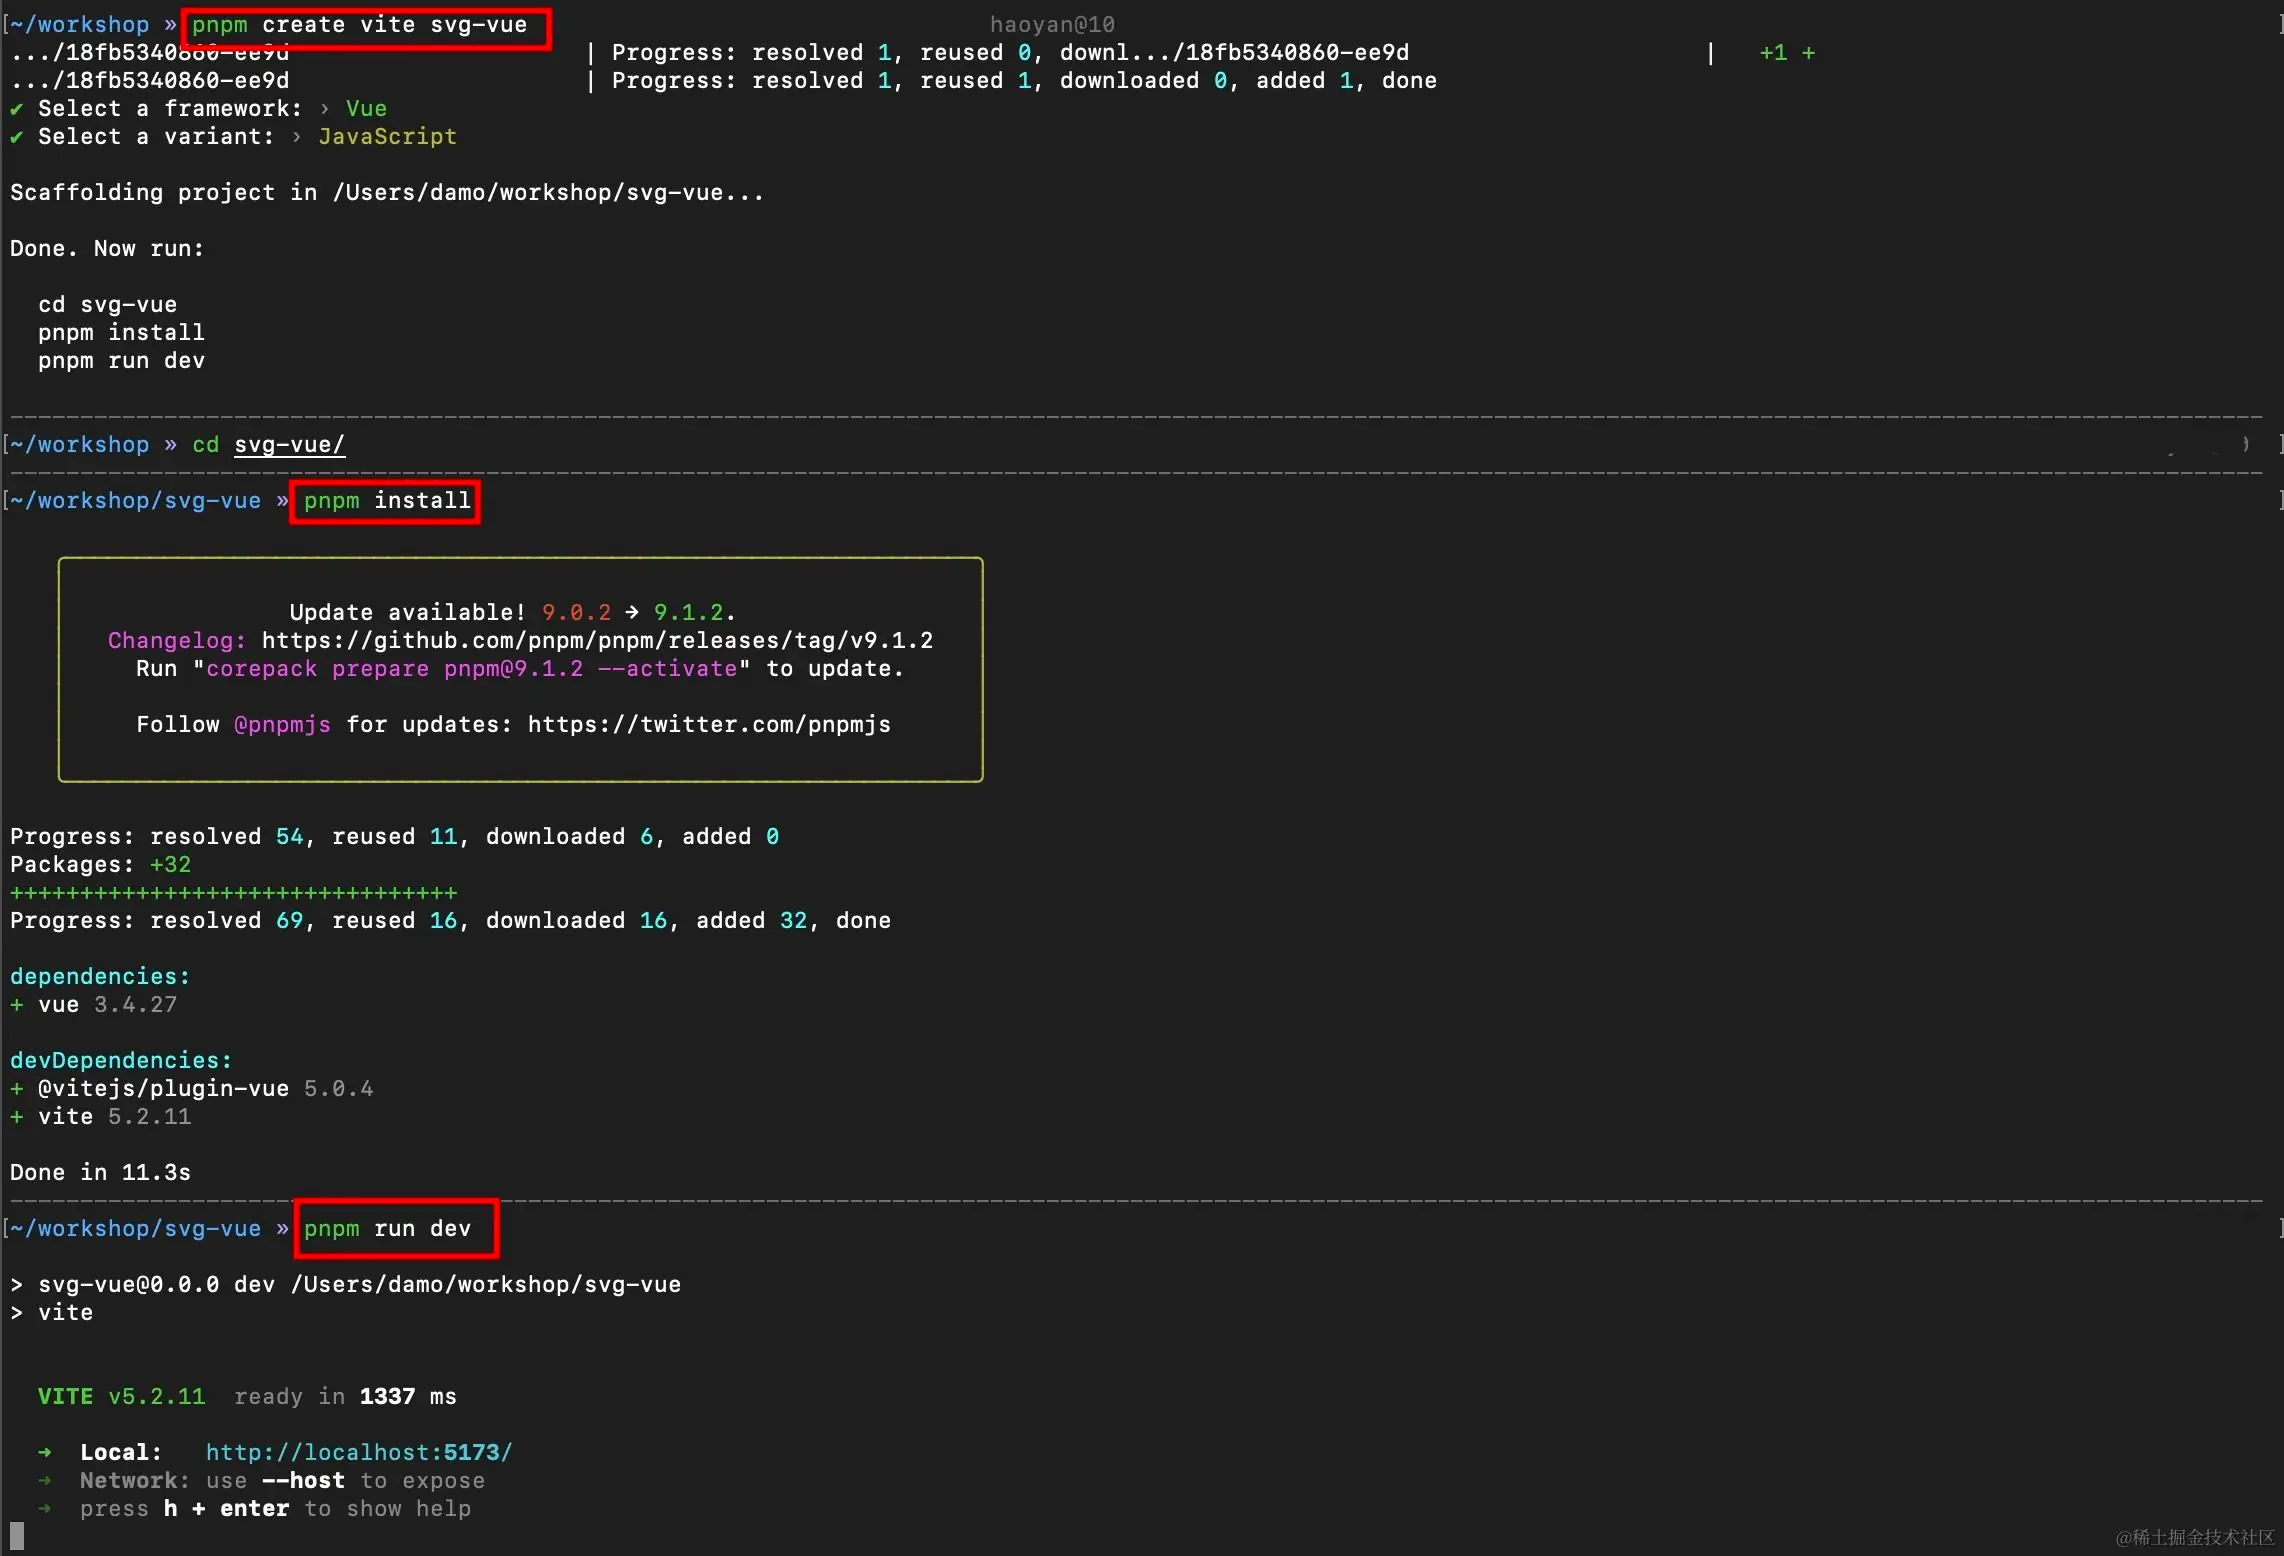 [~/workshop » pnpm create vite svg-vue haoyan@10 ]
.../18fb5340860-ee9d | Progress: resolved 1, reused 0, downl.../18fb5340860-ee9d | +1 +
.../18fb5340860-ee9d | Progress: resolved 1, reused 1, downloaded 0, added 1, done
✔ Select a framework: › Vue
✔ Select a variant: › JavaScript
Scaffolding project in /Users/damo/workshop/svg-vue...
Done. Now run:
cd svg-vue
pnpm install
pnpm run dev
[~/workshop » cd svg-vue/ ]
[~/workshop/svg-vue » pnpm install ]
Update available! 9.0.2 → 9.1.2.
Changelog: https://github.com/pnpm/pnpm/releases/tag/v9.1.2
Run "corepack prepare pnpm@9.1.2 --activate" to update.
Follow @pnpmjs for updates: https://twitter.com/pnpmjs
Progress: resolved 54, reused 11, downloaded 6, added 0
Packages: +32
++++++++++++++++++++++++++++++++
Progress: resolved 69, reused 16, downloaded 16, added 32, done
dependencies:
+ vue 3.4.27
devDependencies:
+ @vitejs/plugin-vue 5.0.4
+ vite 5.2.11
Done in 11.3s
[~/workshop/svg-vue » pnpm run dev ]
> svg-vue@0.0.0 dev /Users/damo/workshop/svg-vue
> vite
VITE v5.2.11 ready in 1337 ms
➜ Local: http://localhost:5173/
➜ Network: use --host to expose
➜ press h + enter to show help
@稀土掘金技术社区